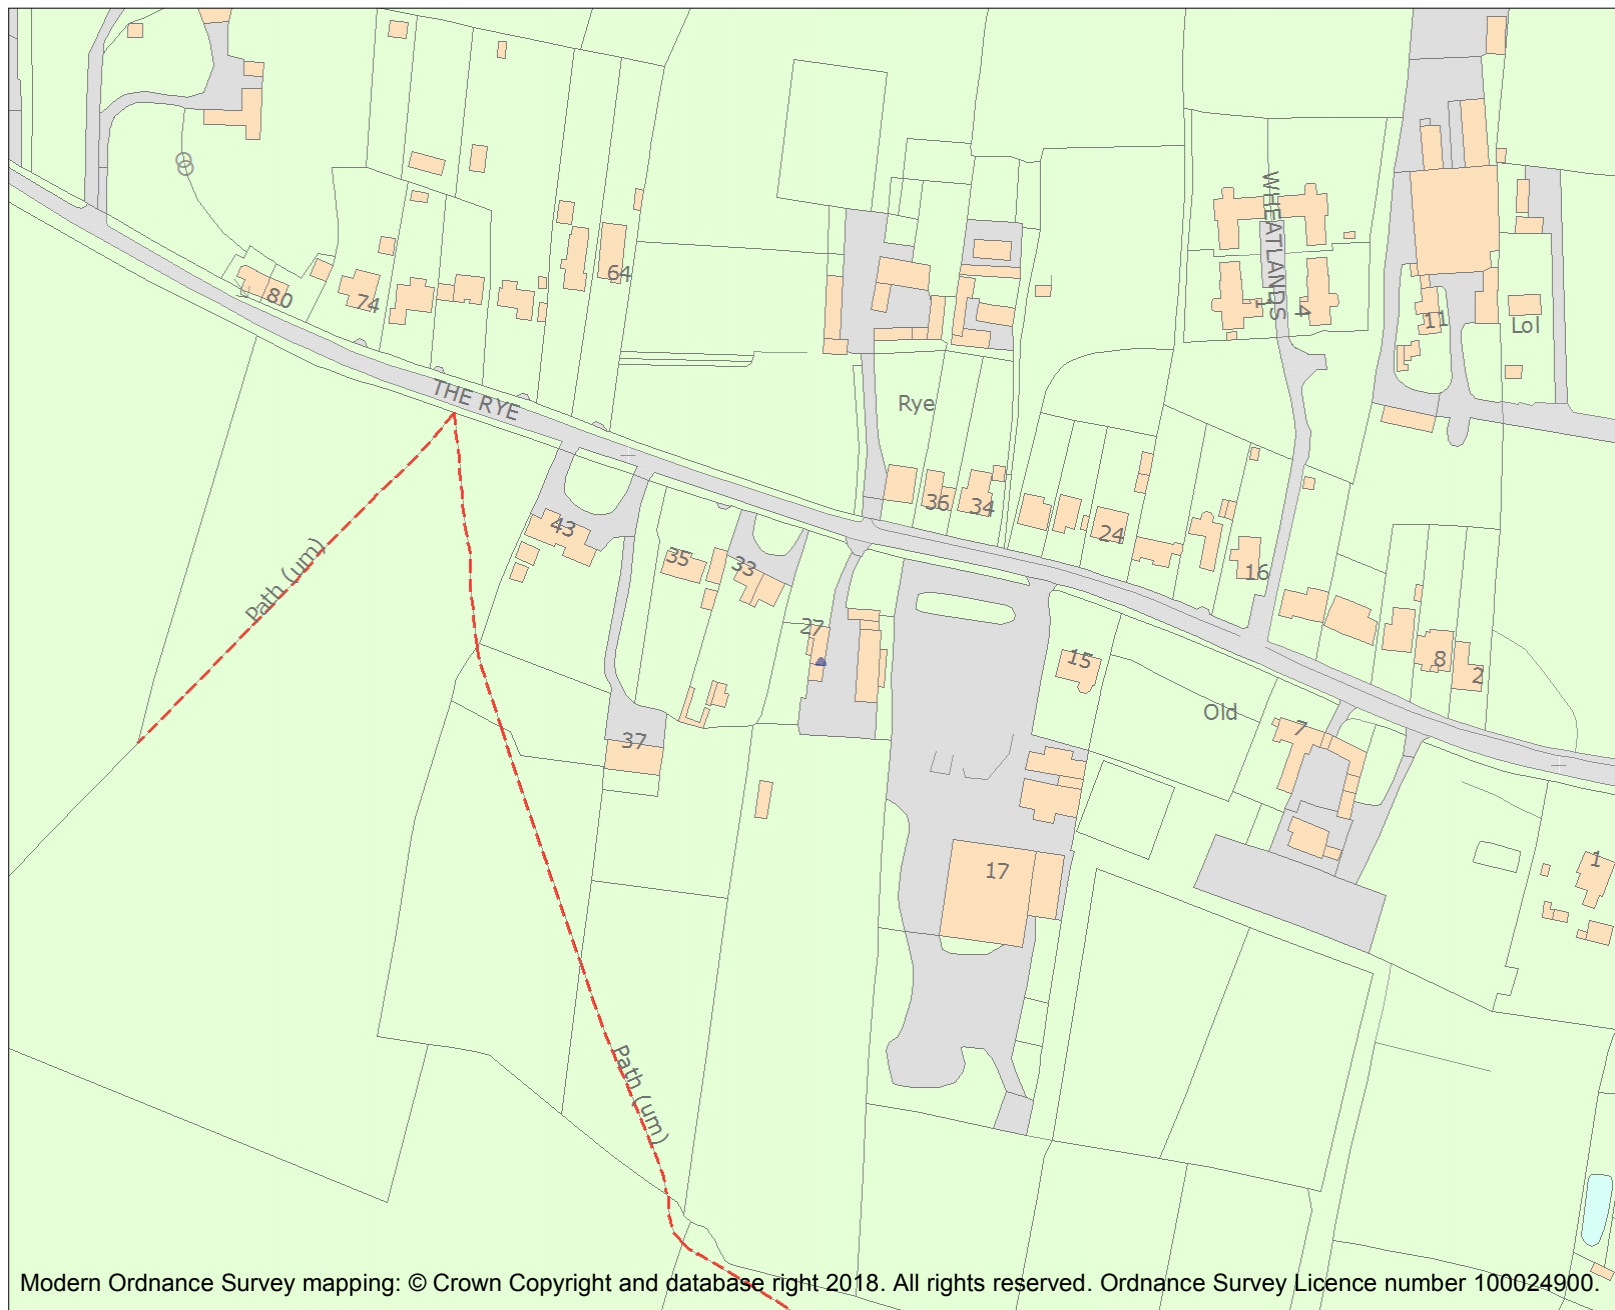 WHEATLANDS
64
80
74
1
4
11
Lol
THE RYE
Rye
36
34
24
43
35
33
16
Path (um)
27
8
2
15
Old
7
37
17
1
Path (um)
Modern Ordnance Survey mapping: © Crown Copyright and database right 2018. All rights reserved. Ordnance Survey Licence number 100024900.